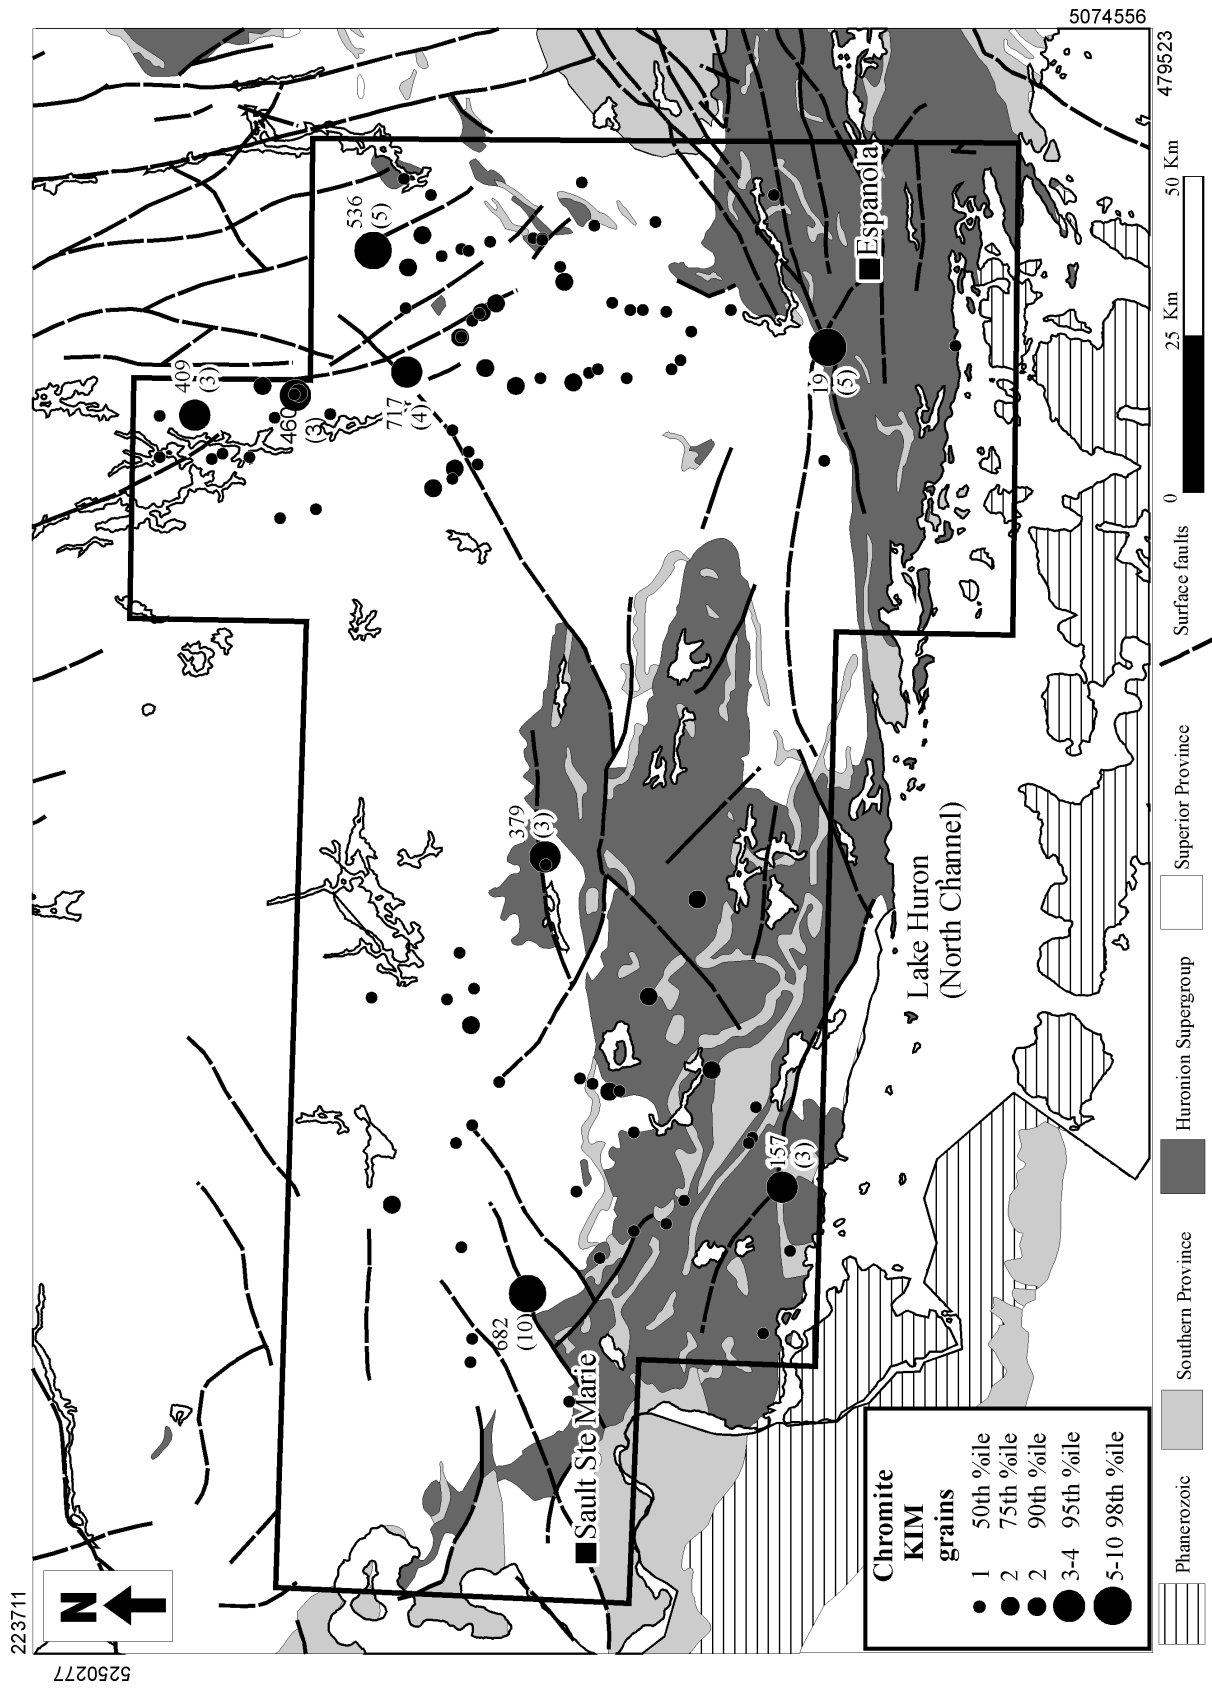 5074556
479523
223711
5250277
N
536
(5)
409
(3)
460
(3)
717
(4)
19
(5)
379
(3)
157
(3)
682
(10)
Espanola
Sault Ste Marie
Lake Huron
(North Channel)
Chromite
KIM
grains
1 50th %ile
2 75th %ile
2 90th %ile
3-4 95th %ile
5-10 98th %ile
Phanerozoic
Southern Province
Huronion Supergroup
Superior Province
Surface faults
0 25 Km 50 Km